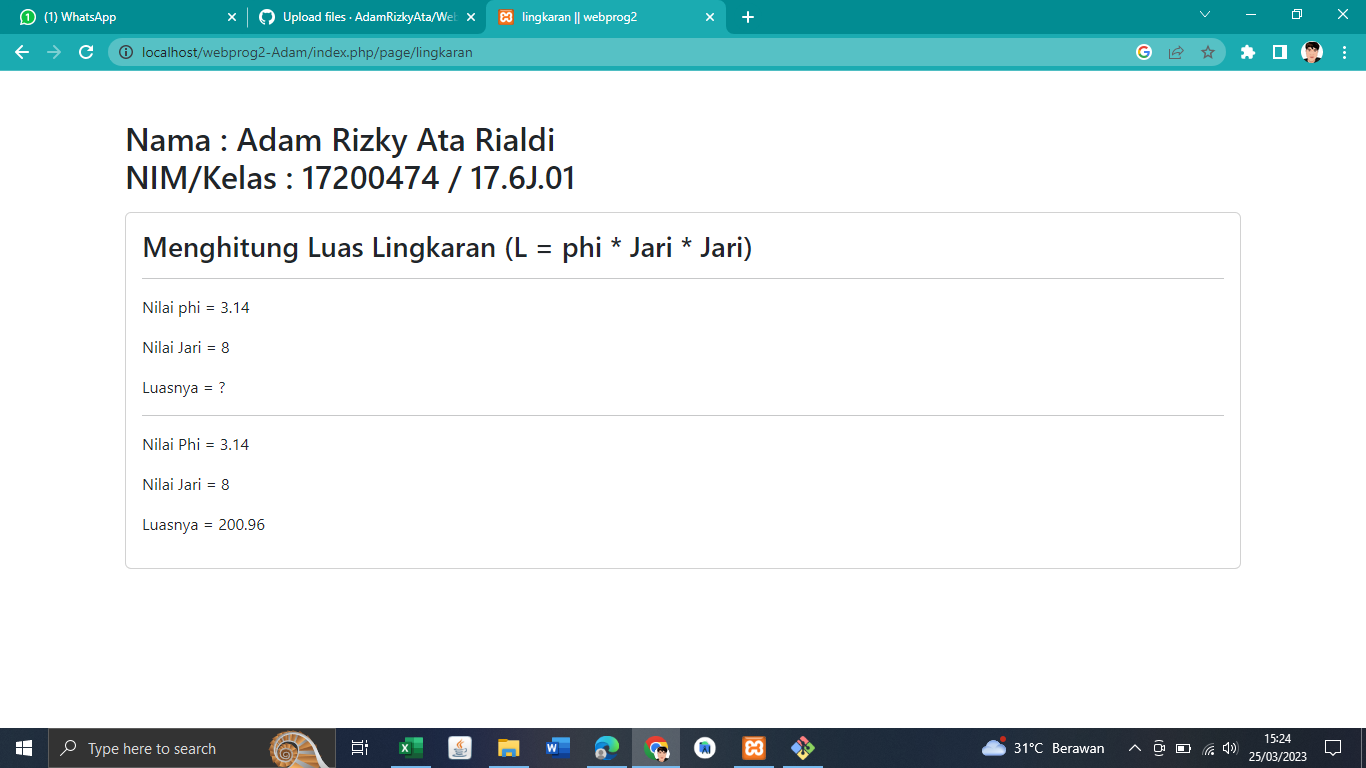 (1) WhatsApp
Upload files · AdamRizkyAta/Web
lingkaran || webprog2
localhost/webprog2-Adam/index.php/page/lingkaran
Nama : Adam Rizky Ata Rialdi
NIM/Kelas : 17200474 / 17.6J.01
Menghitung Luas Lingkaran (L = phi * Jari * Jari)
Nilai phi = 3.14
Nilai Jari = 8
Luasnya = ?
Nilai Phi = 3.14
Nilai Jari = 8
Luasnya = 200.96
Type here to search
31°C Berawan
15:24
25/03/2023